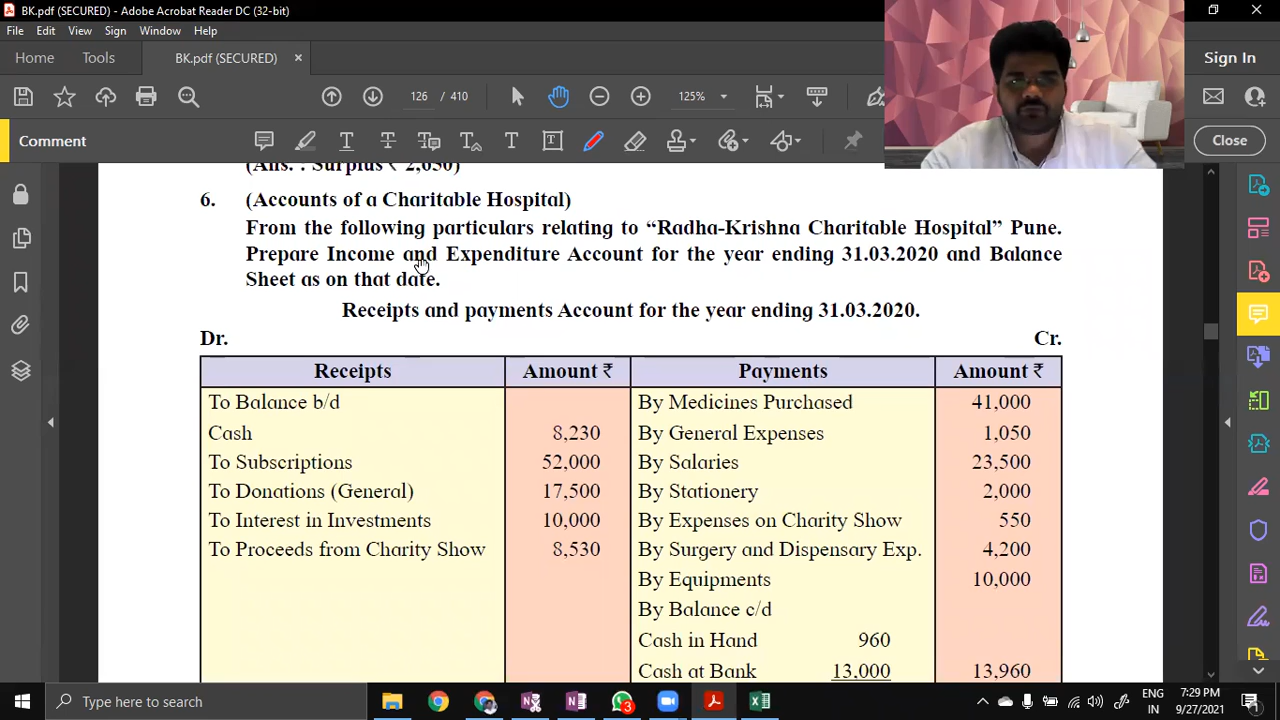 BK.pdf (SECURED) - Adobe Acrobat Reader DC (32-bit)
File Edit View Sign Window Help
Home Tools BK.pdf (SECURED) × Sign In
126 / 410 125%
Comment Close
(Ans. : Surplus ₹ 2,650)
6. (Accounts of a Charitable Hospital)
From the following particulars relating to “Radha-Krishna Charitable Hospital” Pune.
Prepare Income and Expenditure Account for the year ending 31.03.2020 and Balance
Sheet as on that date.
Receipts and payments Account for the year ending 31.03.2020.
Dr. Cr.
Receipts Amount ₹ Payments Amount ₹
To Balance b/d By Medicines Purchased 41,000
Cash 8,230 By General Expenses 1,050
To Subscriptions 52,000 By Salaries 23,500
To Donations (General) 17,500 By Stationery 2,000
To Interest in Investments 10,000 By Expenses on Charity Show 550
To Proceeds from Charity Show 8,530 By Surgery and Dispensary Exp. 4,200
By Equipments 10,000
By Balance c/d
Cash in Hand 960
Cash at Bank 13,000 13,960
Type here to search
3
ENG
IN
7:29 PM
9/27/2021
1